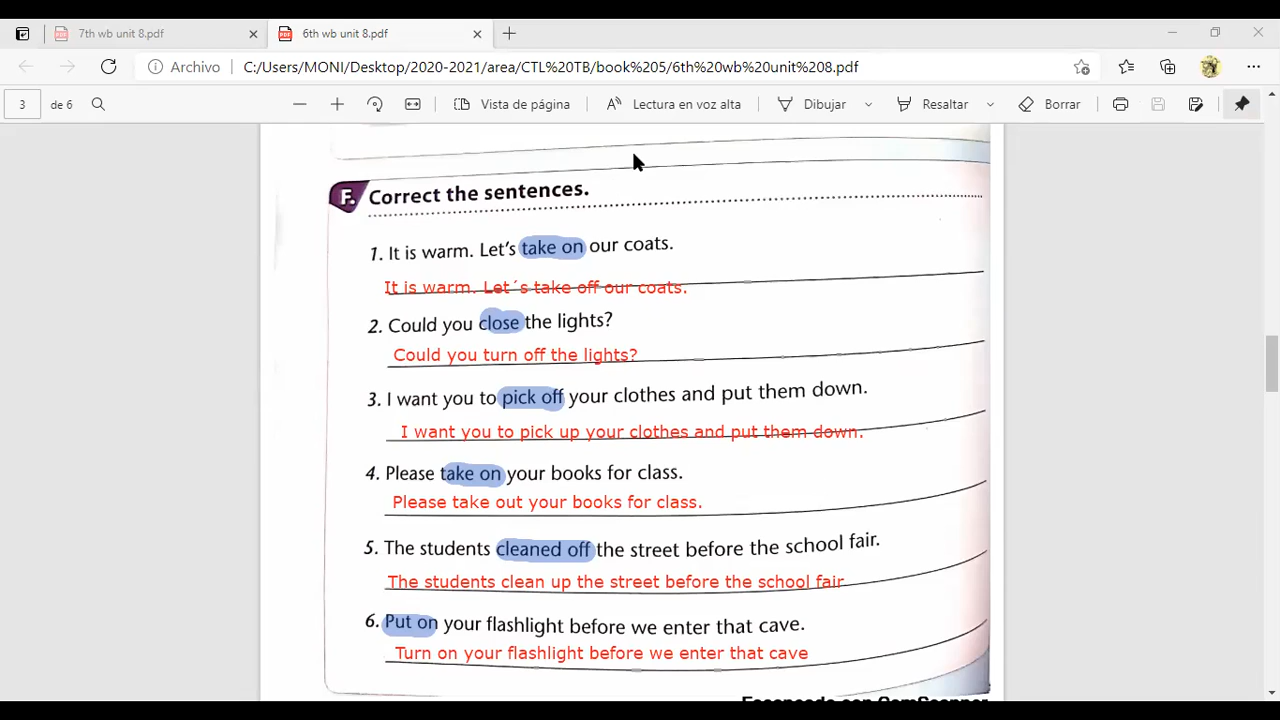 7th wb unit 8.pdf
6th wb unit 8.pdf
Archivo
C:/Users/MONI/Desktop/2020-2021/area/CTL%20TB/book%205/6th%20wb%20unit%208.pdf
3 de 6
Vista de página
Lectura en voz alta
Dibujar
Resaltar
Borrar
F. Correct the sentences.
1. It is warm. Let's take on our coats.
It is warm. Let´s take off our coats.
2. Could you close the lights?
Could you turn off the lights?
3. I want you to pick off your clothes and put them down.
I want you to pick up your clothes and put them down.
4. Please take on your books for class.
Please take out your books for class.
5. The students cleaned off the street before the school fair.
The students clean up the street before the school fair
6. Put on your flashlight before we enter that cave.
Turn on your flashlight before we enter that cave
Escaneado con CamScanner